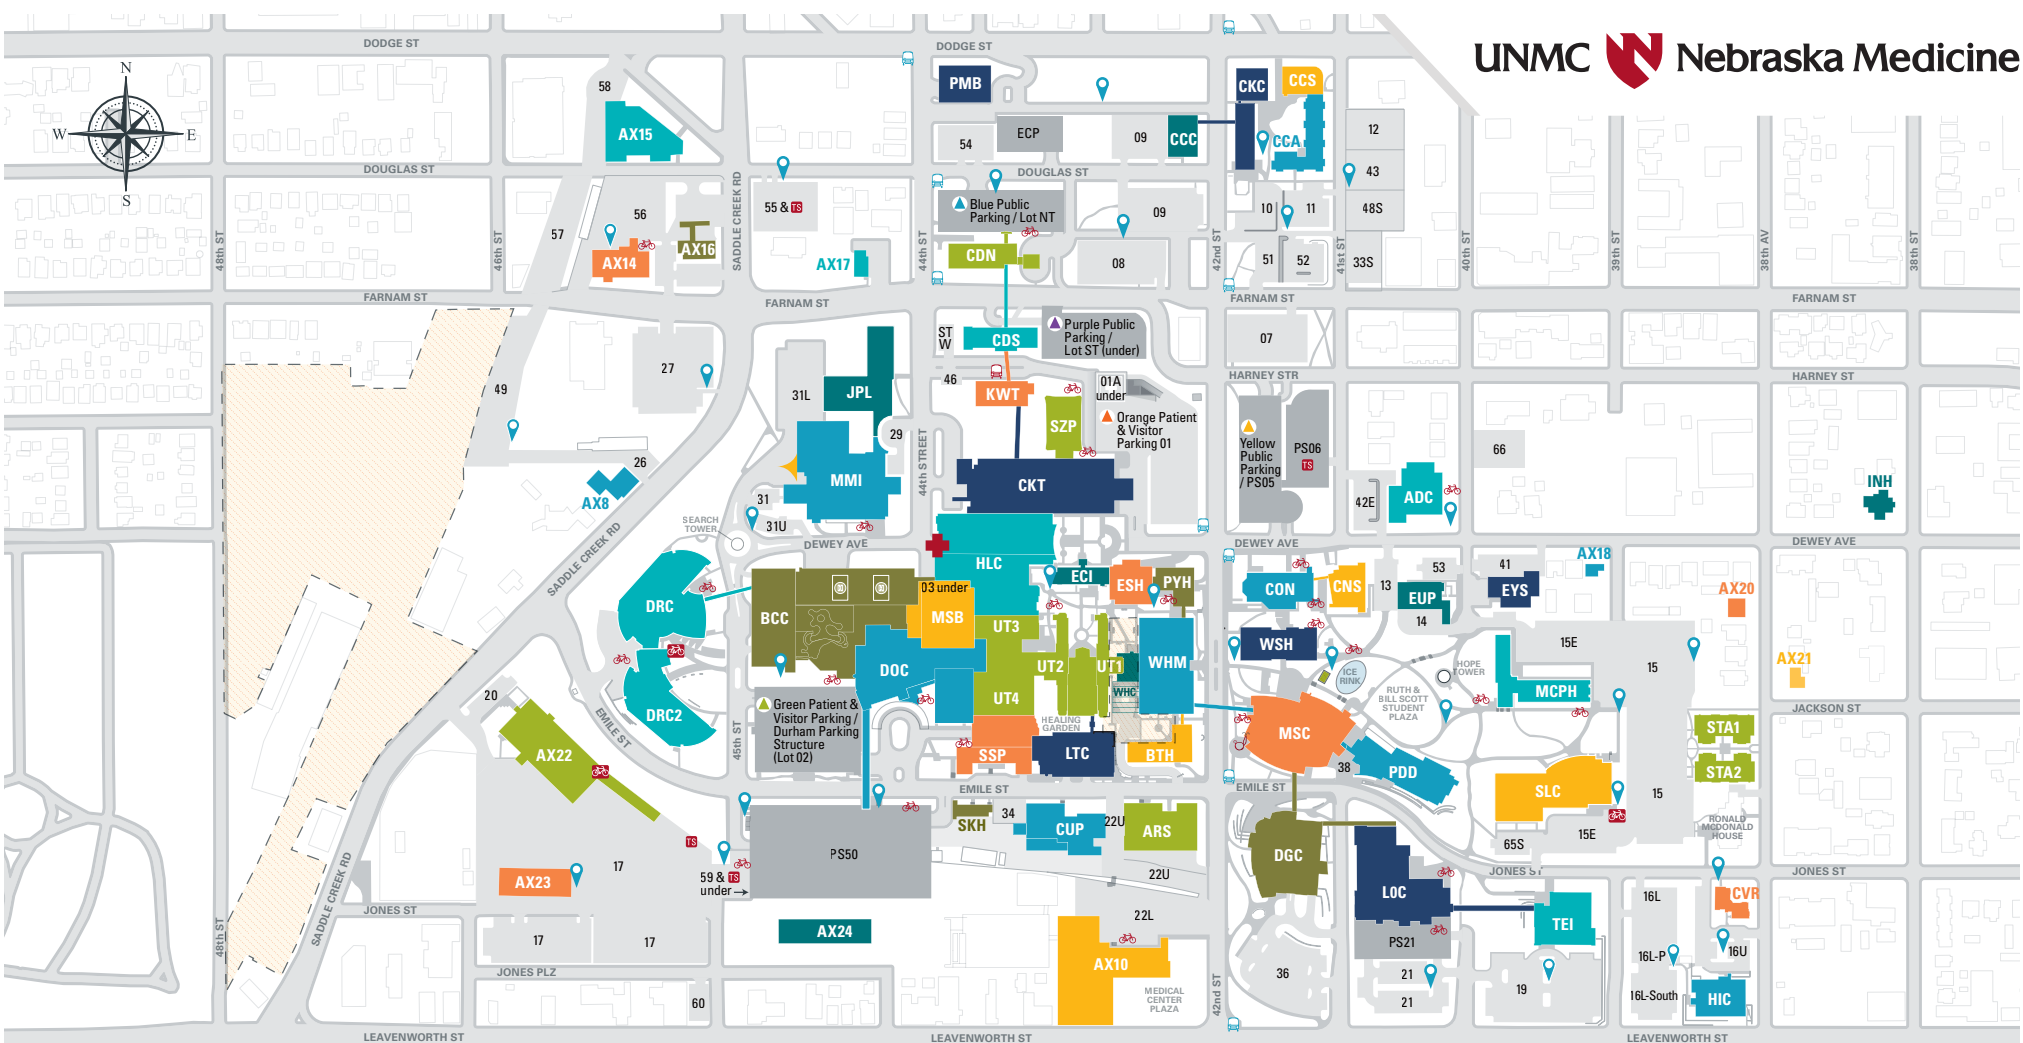 UNMC Nebraska Medicine
DODGE ST
DODGE ST
N
W
E
S
58
AX15
PMB
CKC
CCS
54
ECP
09
CCC
CCA
12
43
DOUGLAS ST
DOUGLAS ST
SADDLE CREEK RD
55 & TS
Blue Public
Parking / Lot NT
09
10
11
48S
56
57
AX14
AX16
AX17
CDN
08
51
52
33S
48th ST
46th ST
44th ST
42nd ST
41st ST
40th ST
39th ST
38th AV
38th ST
FARNAM ST
FARNAM ST
FARNAM ST
FARNAM ST
ST
W
CDS
Purple Public
Parking /
Lot ST (under)
07
27
49
31L
JPL
46
KWT
01A
under
HARNEY STR
HARNEY ST
Orange Patient
& Visitor
Parking 01
SZP
29
44th STREET
Yellow
Public
Parking
/ PS05
PS06
TS
66
26
AX8
MMI
CKT
42E
ADC
INH
31
31U
SEARCH
TOWER
DEWEY AVE
DEWEY AVE
DEWEY AVE
SADDLE CREEK RD
HLC
ECI
ESH
PYH
CON
CNS
13
53
41
AX18
EUP
EYS
AX20
14
DRC
BCC
03 under
MSB
UT3
UT2
UT1
WHM
WHC
WSH
15E
15
DOC
UT4
ICE
RINK
HOPE
TOWER
MCPH
AX21
RUTH &
BILL SCOTT
STUDENT
PLAZA
20
DRC2
EMILE ST
45th ST
Green Patient &
Visitor Parking /
Durham Parking
Structure
(Lot 02)
HEALING
GARDEN
JACKSON ST
AX22
SSP
LTC
BTH
MSC
38
PDD
STA1
STA2
SLC
15
EMILE ST
EMILE ST
SKH
34
CUP
22U
ARS
RONALD
MCDONALD
HOUSE
15E
65S
TS
PS50
DGC
JONES ST
JONES ST
17
59 & TS
under
22U
AX23
LOC
16L
CVR
JONES ST
SADDLE CREEK RD
48th ST
17
17
AX24
22L
TEI
PS21
16U
16L-P
AX10
36
21
21
19
16L-South
HIC
JONES PLZ
60
MEDICAL
CENTER
PLAZA
42nd ST
LEAVENWORTH ST
LEAVENWORTH ST
LEAVENWORTH ST